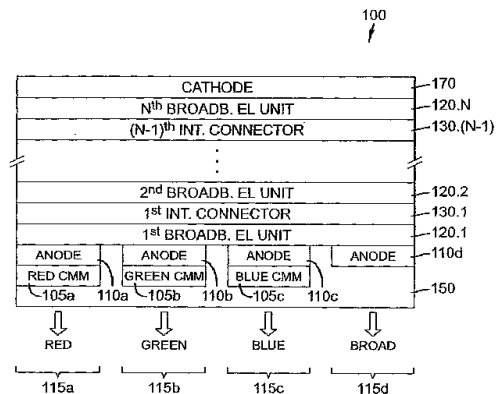 100
CATHODE 170
Nth BROADB. EL UNIT 120.N
(N-1)th INT. CONNECTOR 130.(N-1)
2nd BROADB. EL UNIT 120.2
1st INT. CONNECTOR 130.1
1st BROADB. EL UNIT 120.1
ANODE ANODE ANODE ANODE 110d
RED CMM GREEN CMM BLUE CMM
105a 110a 105b 110b 105c 110c 150
RED GREEN BLUE BROAD
115a 115b 115c 115d